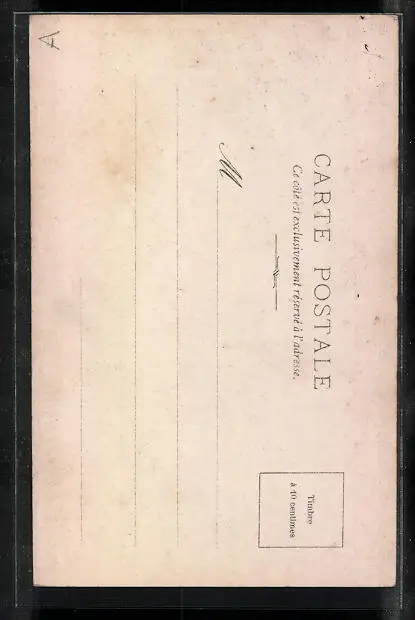 CARTE POSTALE
Ce côté est exclusivement réservé à l'adresse.
Timbre
à 10 centimes
M